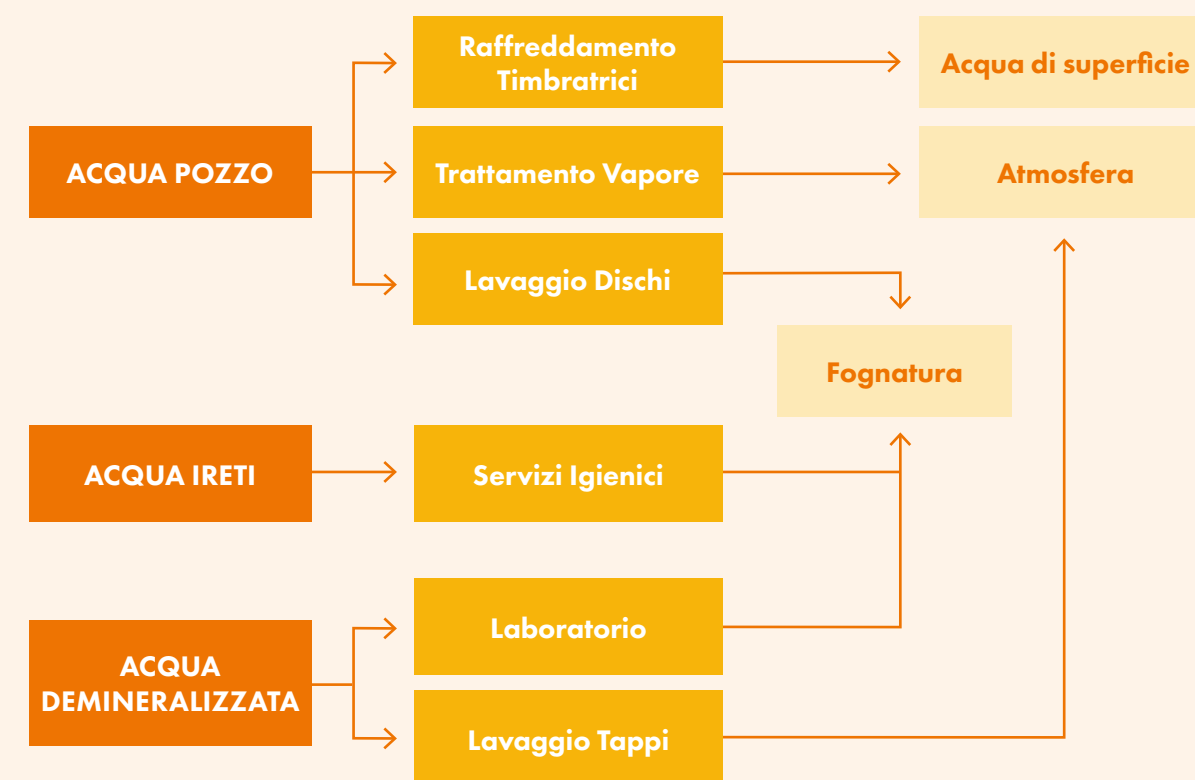 Raffreddamento
Timbratrici
Acqua di superficie
ACQUA POZZO
Trattamento Vapore
Atmosfera
Lavaggio Dischi
Fognatura
ACQUA IRETI
Servizi Igienici
Laboratorio
ACQUA
DEMINERALIZZATA
Lavaggio Tappi